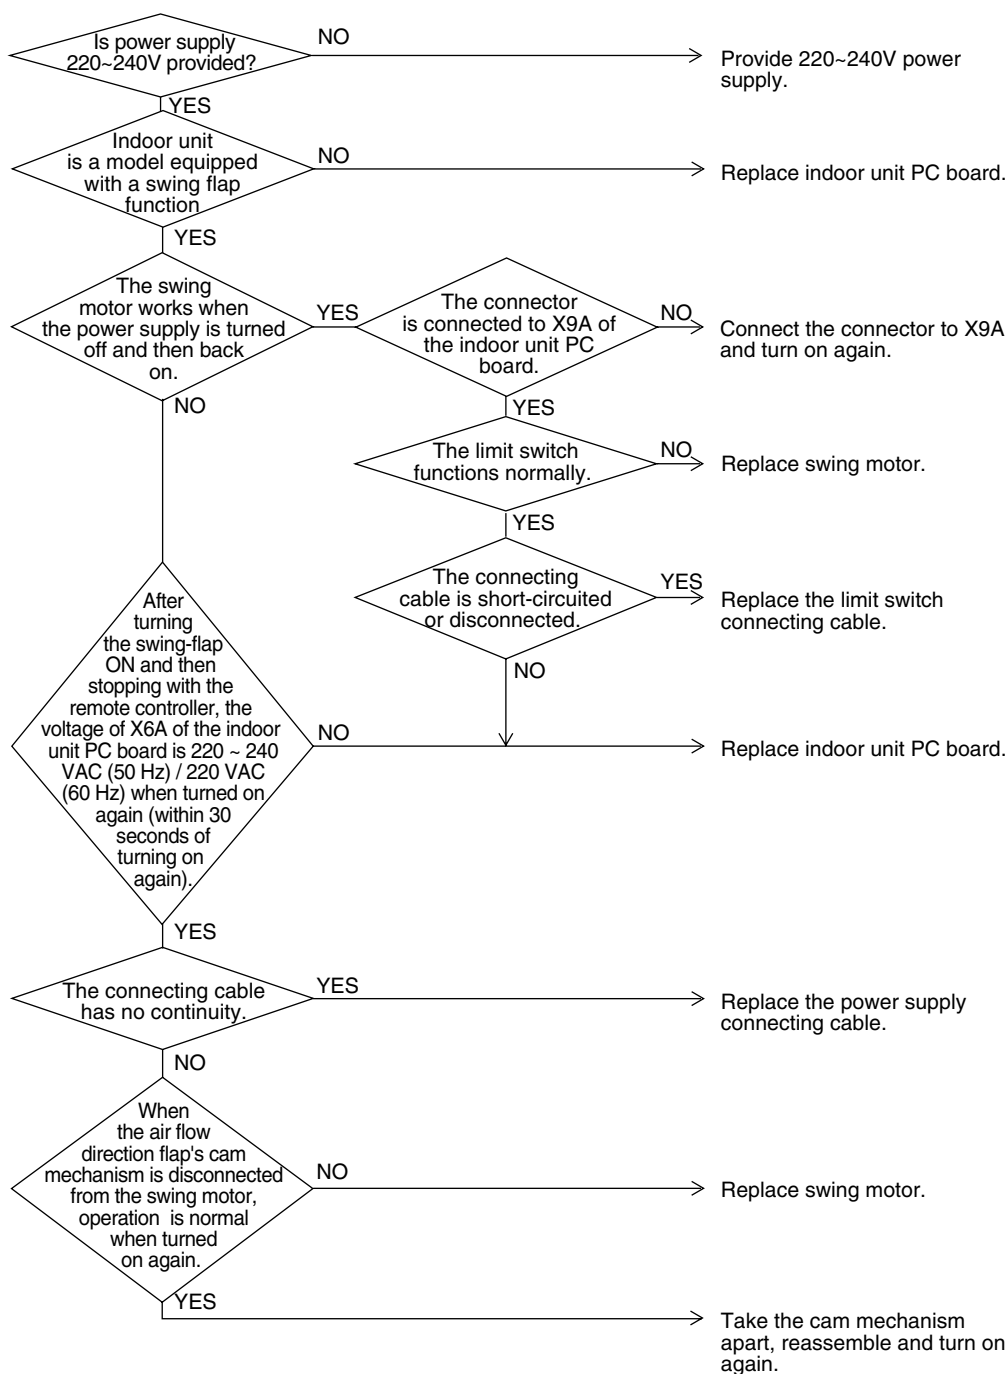 Is power supply
220~240V provided?
NO
Provide 220~240V power
supply.
YES
Indoor unit
is a model equipped
with a swing flap
function
NO
Replace indoor unit PC board.
YES
The swing
motor works when
the power supply is turned
off and then back
on.
YES
The connector
is connected to X9A of
the indoor unit PC
board.
NO
Connect the connector to X9A
and turn on again.
NO
YES
The limit switch
functions normally.
NO
Replace swing motor.
YES
The connecting
cable is short-circuited
or disconnected.
YES
Replace the limit switch
connecting cable.
NO
After
turning
the swing-flap
ON and then
stopping with the
remote controller, the
voltage of X6A of the indoor
unit PC board is 220 ~ 240
VAC (50 Hz) / 220 VAC
(60 Hz) when turned on
again (within 30
seconds of
turning on
again).
NO
Replace indoor unit PC board.
YES
The connecting cable
has no continuity.
YES
Replace the power supply
connecting cable.
NO
When
the air flow
direction flap's cam
mechanism is disconnected
from the swing motor,
operation is normal
when turned
on again.
NO
Replace swing motor.
YES
Take the cam mechanism
apart, reassemble and turn on
again.